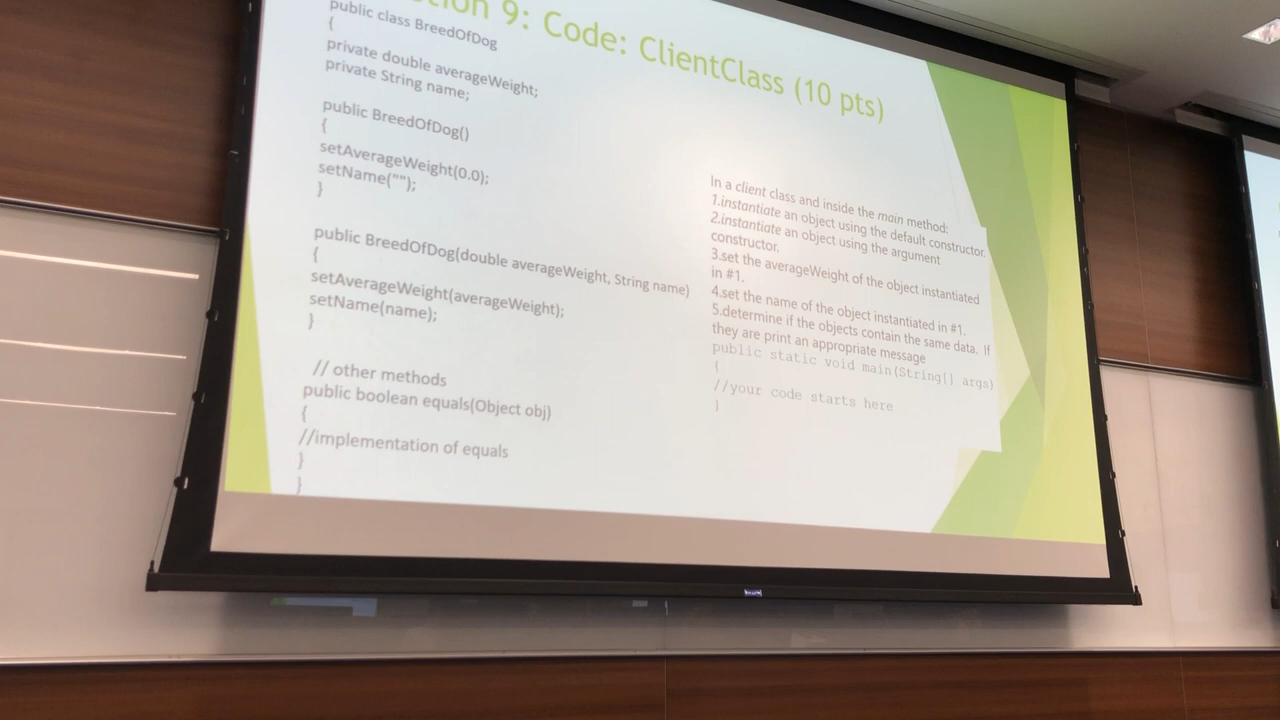 9: Code: ClientClass (10 pts)
public class BreedOfDog
{
private double averageWeight;
private String name;
public BreedOfDog()
{
setAverageWeight(0.0);
setName("");
}
public BreedOfDog(double averageWeight, String name)
{
setAverageWeight(averageWeight);
setName(name);
}
// other methods
public boolean equals(Object obj)
{
//implementation of equals
}
}
In a client class and inside the main method:
1.instantiate an object using the default constructor.
2.instantiate an object using the argument
constructor.
3.set the averageWeight of the object instantiated
in #1.
4.set the name of the object instantiated in #1.
5.determine if the objects contain the same data. If
they are print an appropriate message
public static void main(String[] args)
{
//your code starts here
}